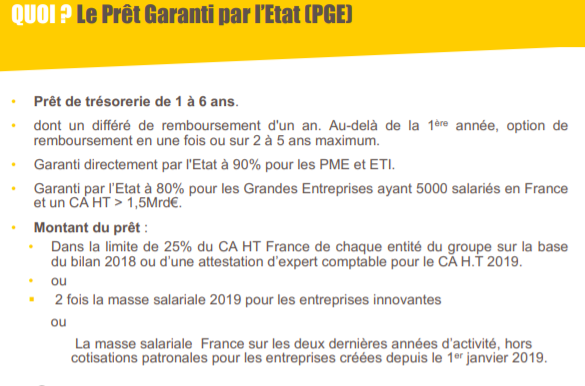 QUOI ? Le Prêt Garanti par l'Etat (PGE)
• Prêt de trésorerie de 1 à 6 ans.
• dont un différé de remboursement d'un an. Au-delà de la 1ère année, option de
remboursement en une fois ou sur 2 à 5 ans maximum.
• Garanti directement par l'Etat à 90% pour les PME et ETI.
• Garanti par l'Etat à 80% pour les Grandes Entreprises ayant 5000 salariés en France
et un CA HT > 1,5Mrd€.
• Montant du prêt :
• Dans la limite de 25% du CA HT France de chaque entité du groupe sur la base
du bilan 2018 ou d'une attestation d'expert comptable pour le CA H.T 2019.
• ou
▪ 2 fois la masse salariale 2019 pour les entreprises innovantes
ou
La masse salariale France sur les deux dernières années d'activité, hors
cotisations patronales pour les entreprises créées depuis le 1er janvier 2019.